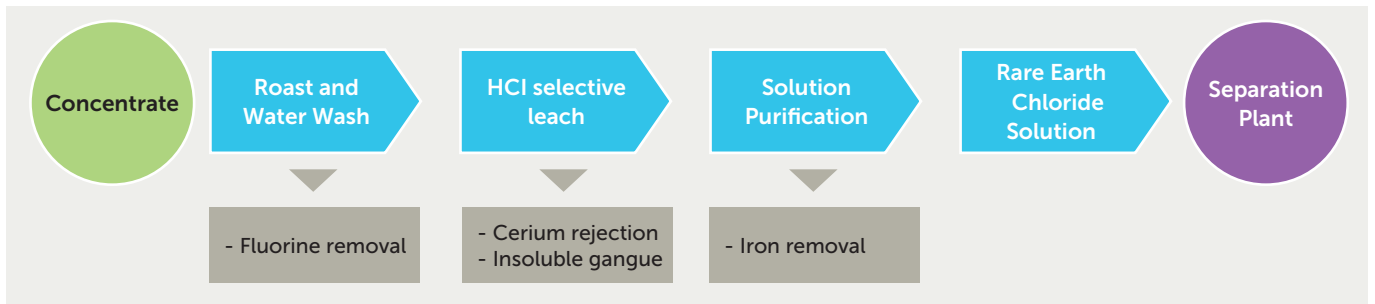 Concentrate
Roast and
Water Wash
HCl selective
leach
Solution
Purification
Rare Earth
Chloride
Solution
Separation
Plant
- Fluorine removal
- Cerium rejection
- Insoluble gangue
- Iron removal